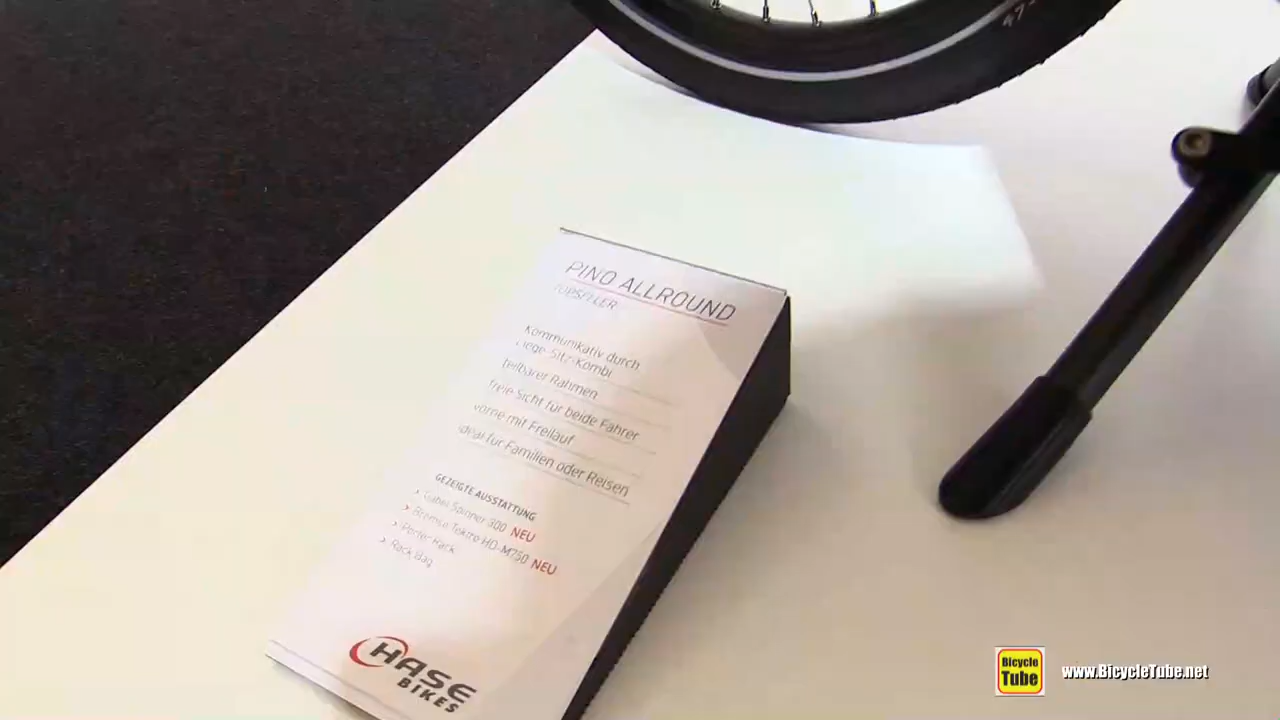 47-
PINO ALLROUND
TOPSELLER
Kommunikativ durch
Liege-Sitz-Kombi
teilbarer Rahmen
freie Sicht für beide Fahrer
vorne mit Freilauf
ideal für Familien oder Reisen
GEZEIGTE AUSSTATTUNG
› Gabel Spinner 300 NEU
› Bremse Tektro HD-M750 NEU
› Porter Rack
› Rack Bag
HASE
BIKES
Bicycle
Tube
www.BicycleTube.net